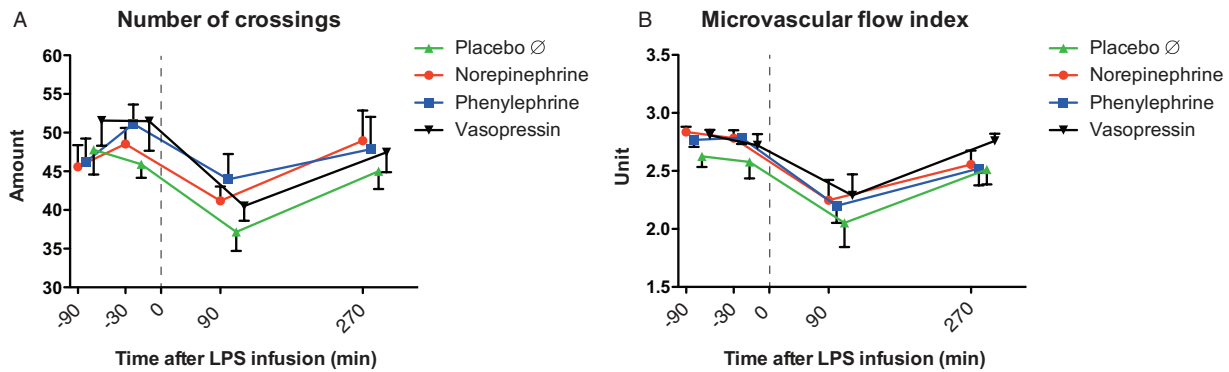 A
Number of crossings
Placebo ∅
Norepinephrine
Phenylephrine
Vasopressin
60
55
50
45
40
35
30
Amount
-90
-30
0
90
270
Time after LPS infusion (min)
B
Microvascular flow index
Placebo ∅
Norepinephrine
Phenylephrine
Vasopressin
3.5
3.0
2.5
2.0
1.5
Unit
-90
-30
0
90
270
Time after LPS infusion (min)